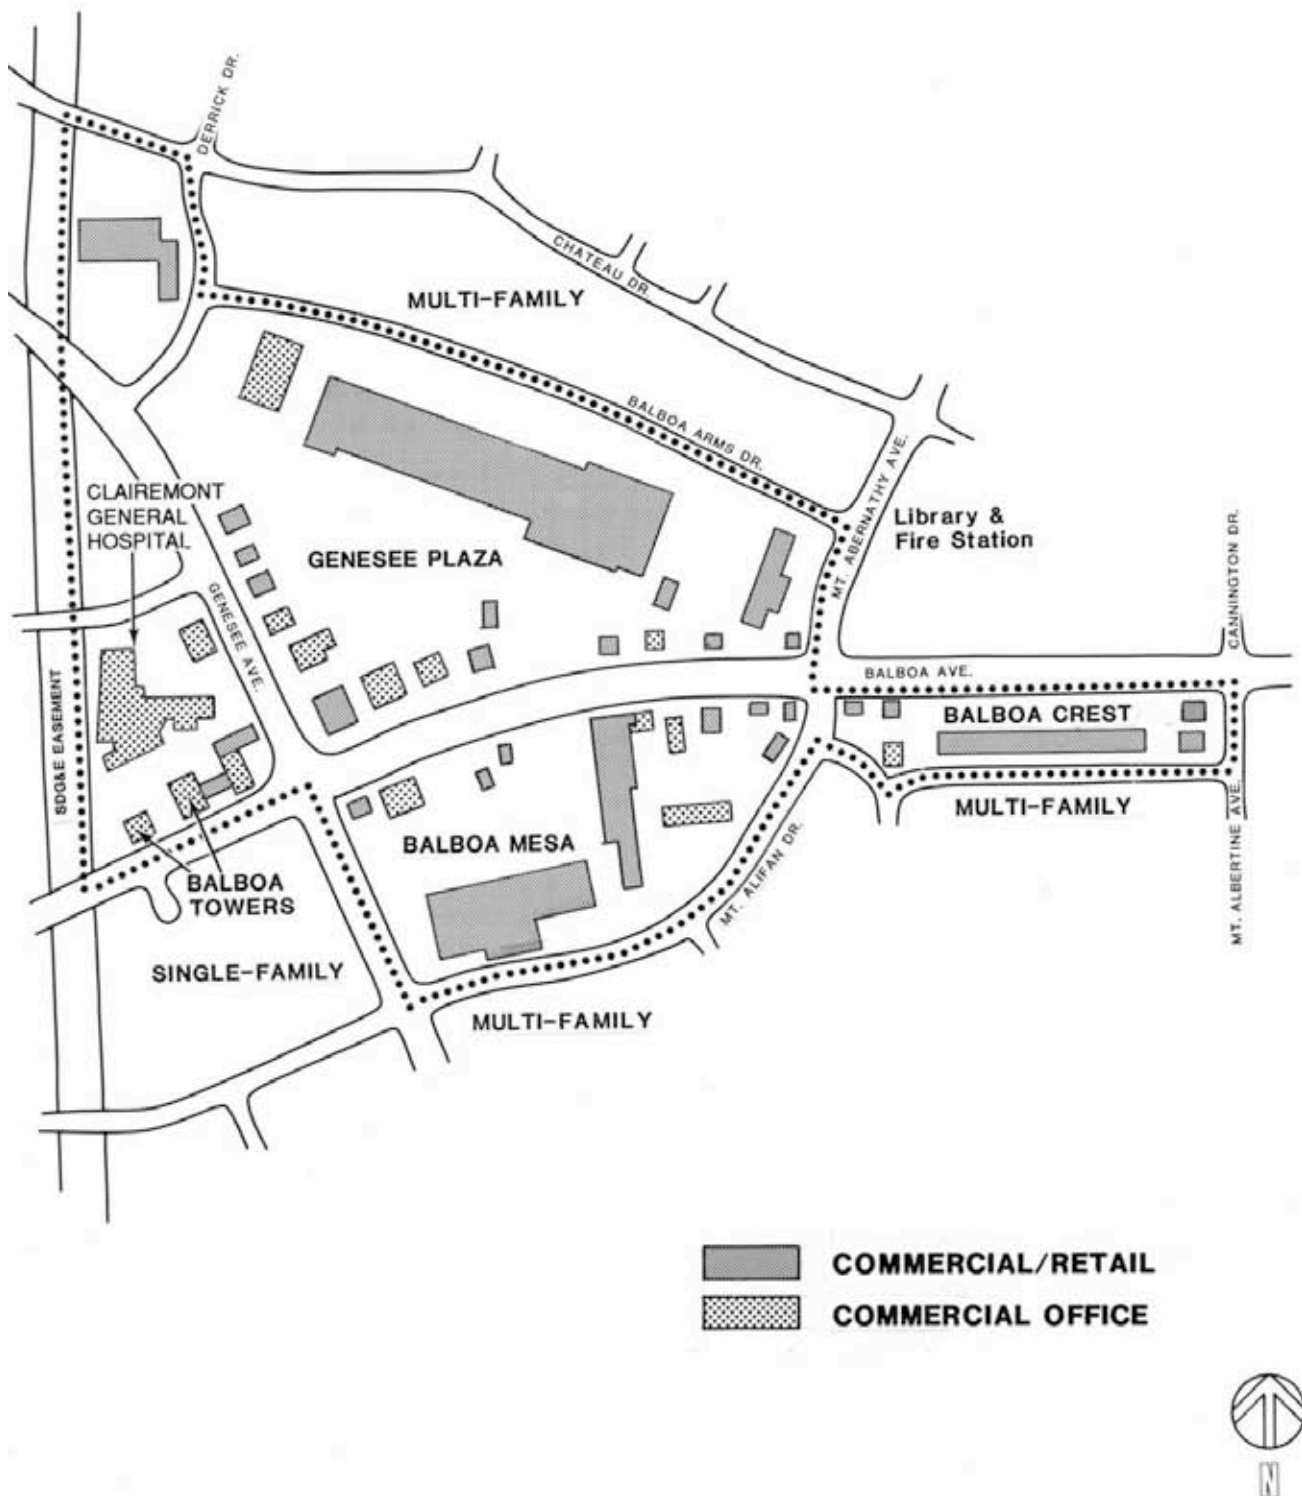 DERRICK DR.
CHATEAU DR.
MULTI-FAMILY
BALBOA ARMS DR.
MT. ABERNATHY AVE.
CLAIREMONT
GENERAL
HOSPITAL
Library &
Fire Station
GENESEE PLAZA
CANNINGTON DR.
GENESEE AVE.
SDG&E EASEMENT
BALBOA AVE.
BALBOA CREST
MULTI-FAMILY
MT. ALBERTINE AVE.
BALBOA MESA
MT. ALIFAN DR.
BALBOA
TOWERS
SINGLE-FAMILY
MULTI-FAMILY
COMMERCIAL/RETAIL
COMMERCIAL OFFICE
N